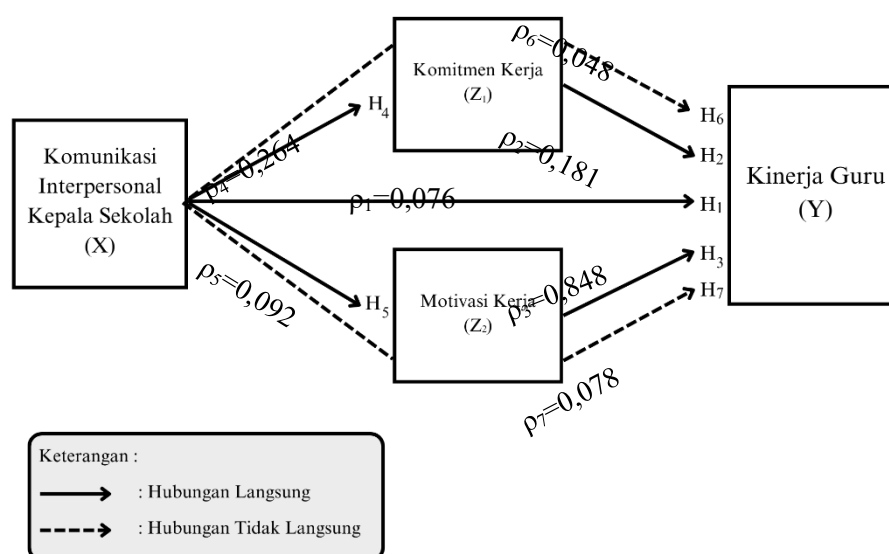 Komunikasi
Interpersonal
Kepala Sekolah
(X)
Komitmen Kerja
(Z₁)
Motivasi Kerja
(Z₂)
Kinerja Guru
(Y)
H₄
H₅
H₆
H₂
H₁
H₃
H₇
ρ₆=0,048
ρ₂=0,181
ρ₄=0,264
ρ₁=0,076
ρ₅=0,092
ρ₃=0,848
ρ₇=0,078
Keterangan :
: Hubungan Langsung
: Hubungan Tidak Langsung